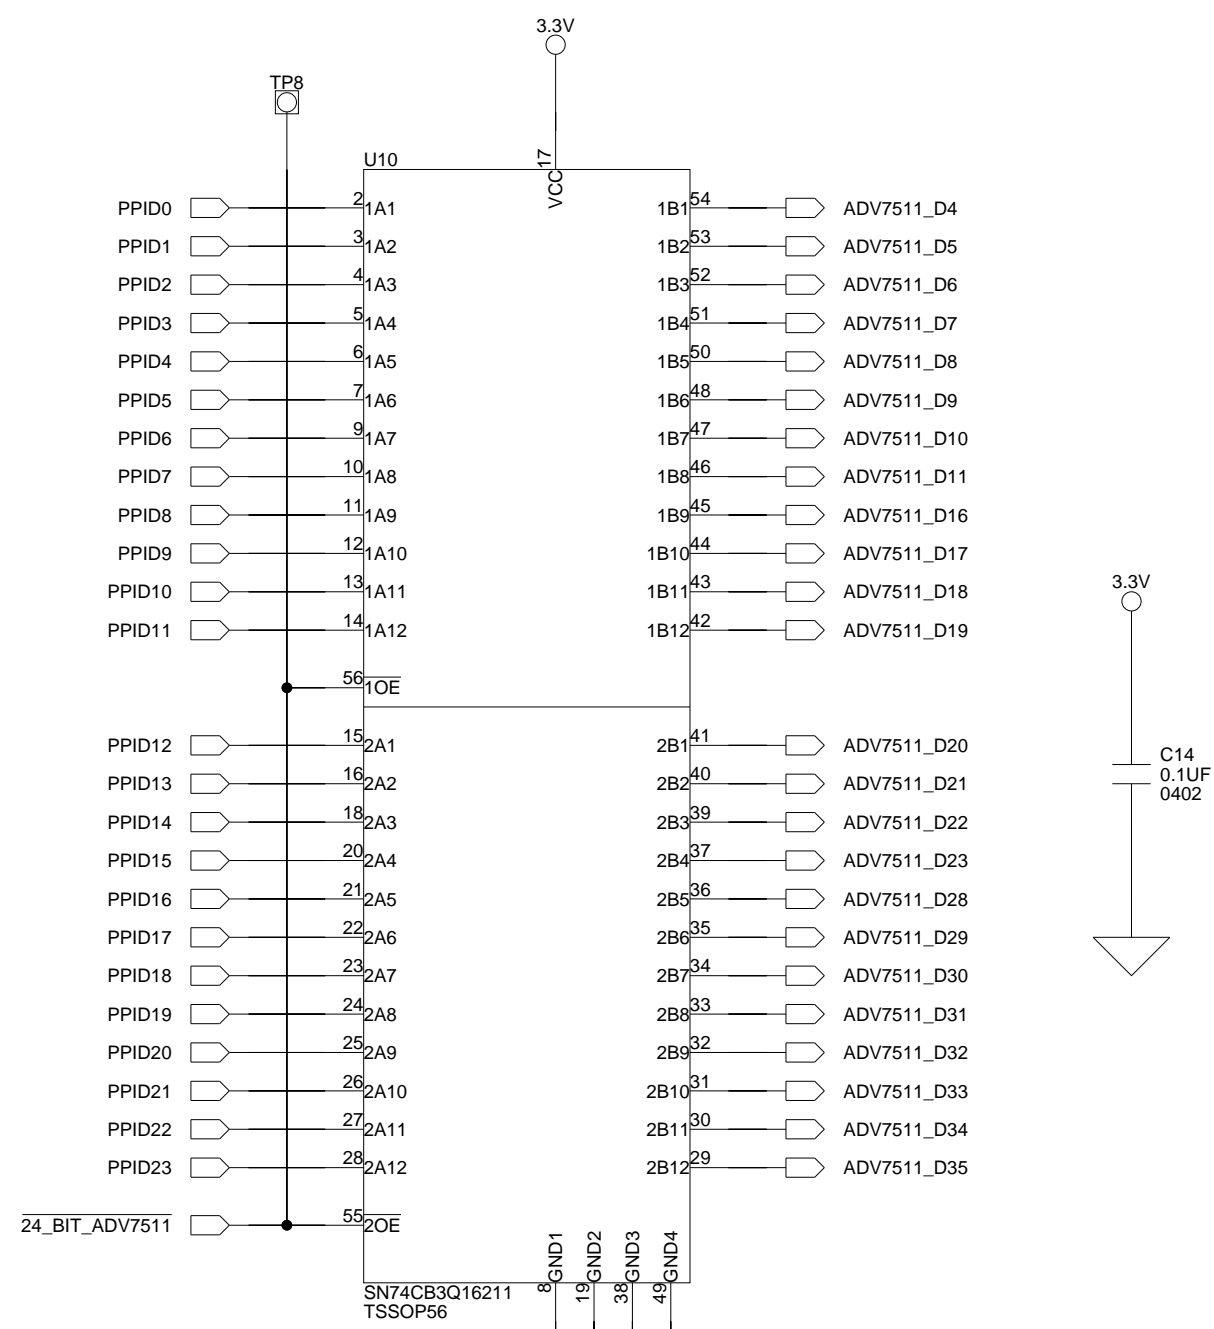 3.3V
TP8
U10
17
VCC
PPID0 2 1A1 1B1 54 ADV7511_D4
PPID1 3 1A2 1B2 53 ADV7511_D5
PPID2 4 1A3 1B3 52 ADV7511_D6
PPID3 5 1A4 1B4 51 ADV7511_D7
PPID4 6 1A5 1B5 50 ADV7511_D8
PPID5 7 1A6 1B6 48 ADV7511_D9
PPID6 9 1A7 1B7 47 ADV7511_D10
PPID7 10 1A8 1B8 46 ADV7511_D11
PPID8 11 1A9 1B9 45 ADV7511_D16
PPID9 12 1A10 1B10 44 ADV7511_D17
PPID10 13 1A11 1B11 43 ADV7511_D18
PPID11 14 1A12 1B12 42 ADV7511_D19
3.3V
56 1OE
PPID12 15 2A1 2B1 41 ADV7511_D20
PPID13 16 2A2 2B2 40 ADV7511_D21
C14
0.1UF
0402
PPID14 18 2A3 2B3 39 ADV7511_D22
PPID15 20 2A4 2B4 37 ADV7511_D23
PPID16 21 2A5 2B5 36 ADV7511_D28
PPID17 22 2A6 2B6 35 ADV7511_D29
PPID18 23 2A7 2B7 34 ADV7511_D30
PPID19 24 2A8 2B8 33 ADV7511_D31
PPID20 25 2A9 2B9 32 ADV7511_D32
PPID21 26 2A10 2B10 31 ADV7511_D33
PPID22 27 2A11 2B11 30 ADV7511_D34
PPID23 28 2A12 2B12 29 ADV7511_D35
24_BIT_ADV7511 55 2OE
GND1 GND2 GND3 GND4
8 19 38 49
SN74CB3Q16211
TSSOP56